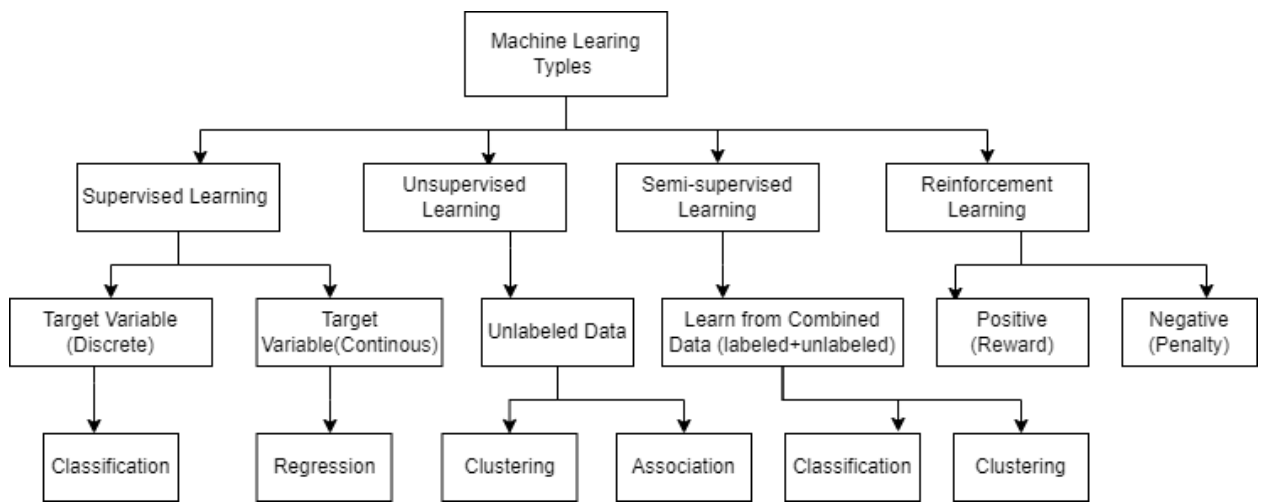 Machine Learing
Typles
Supervised Learning
Unsupervised
Learning
Semi-supervised
Learning
Reinforcement
Learning
Target Variable
(Discrete)
Target
Variable(Continous)
Unlabeled Data
Learn from Combined
Data (labeled+unlabeled)
Positive
(Reward)
Negative
(Penalty)
Classification
Regression
Clustering
Association
Classification
Clustering